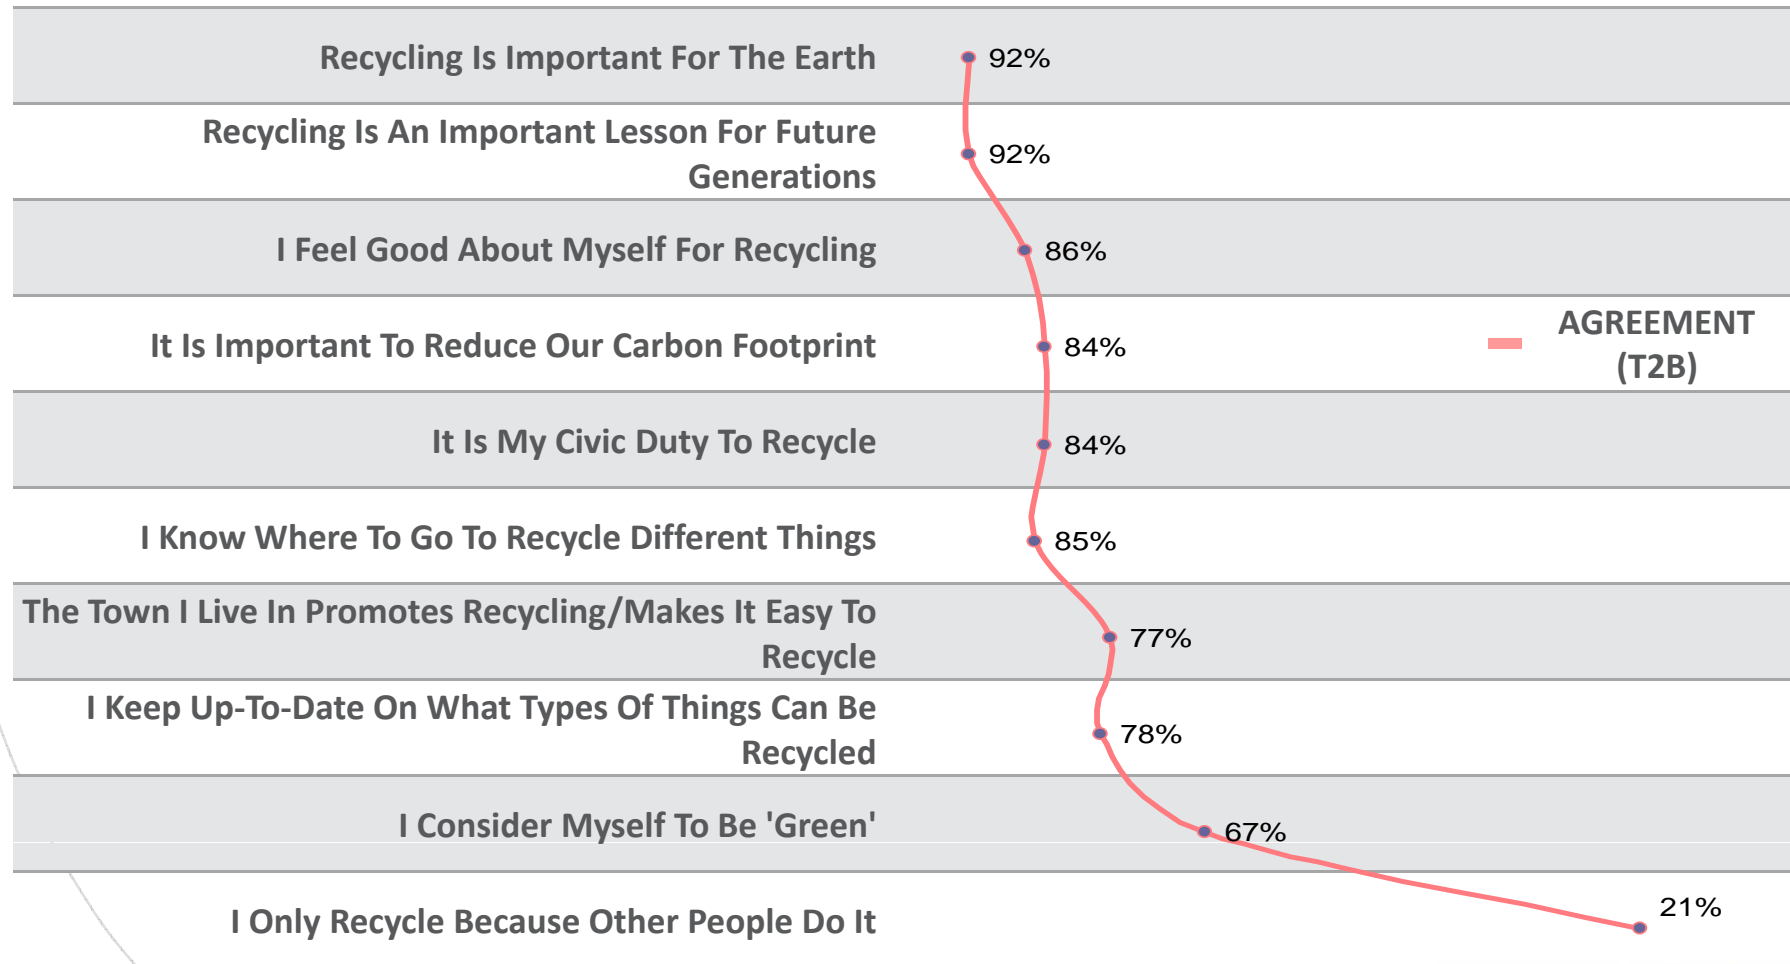 Recycling Is Important For The Earth
92%
Recycling Is An Important Lesson For Future
Generations
92%
I Feel Good About Myself For Recycling
86%
It Is Important To Reduce Our Carbon Footprint
84%
AGREEMENT
(T2B)
It Is My Civic Duty To Recycle
84%
I Know Where To Go To Recycle Different Things
85%
The Town I Live In Promotes Recycling/Makes It Easy To
Recycle
77%
I Keep Up-To-Date On What Types Of Things Can Be
Recycled
78%
I Consider Myself To Be 'Green'
67%
I Only Recycle Because Other People Do It
21%